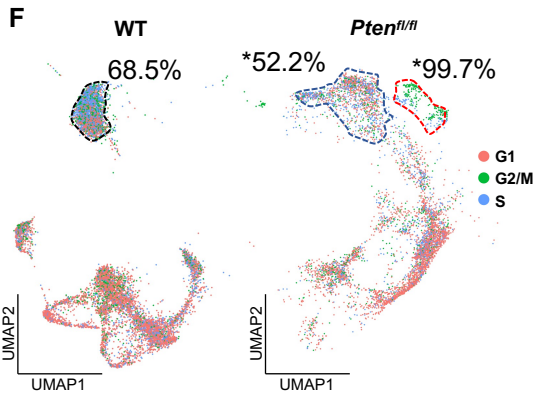 F
WT
Pten^fl/fl
68.5%
*52.2%
*99.7%
G1
G2/M
S
UMAP2
UMAP1
UMAP2
UMAP1